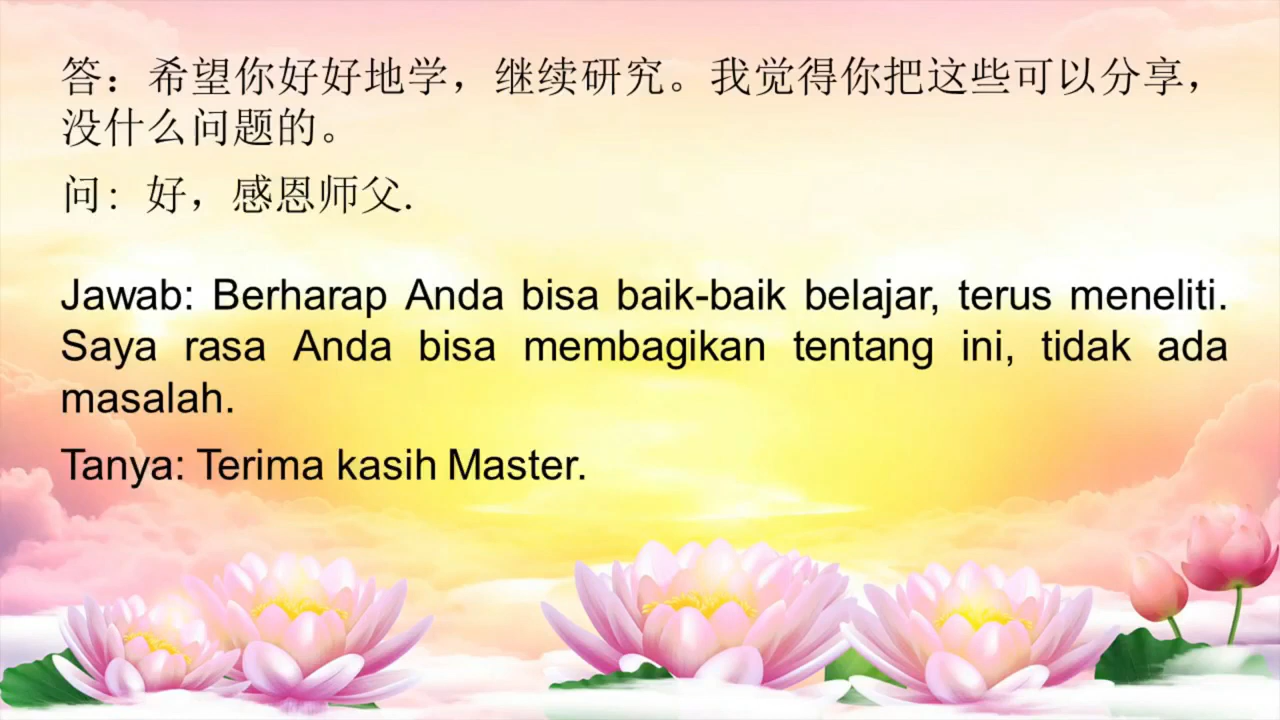 答：希望你好好地学，继续研究。我觉得你把这些可以分享，
没什么问题的。
问：好，感恩师父.
Jawab: Berharap Anda bisa baik-baik belajar, terus meneliti.
Saya rasa Anda bisa membagikan tentang ini, tidak ada
masalah.
Tanya: Terima kasih Master.